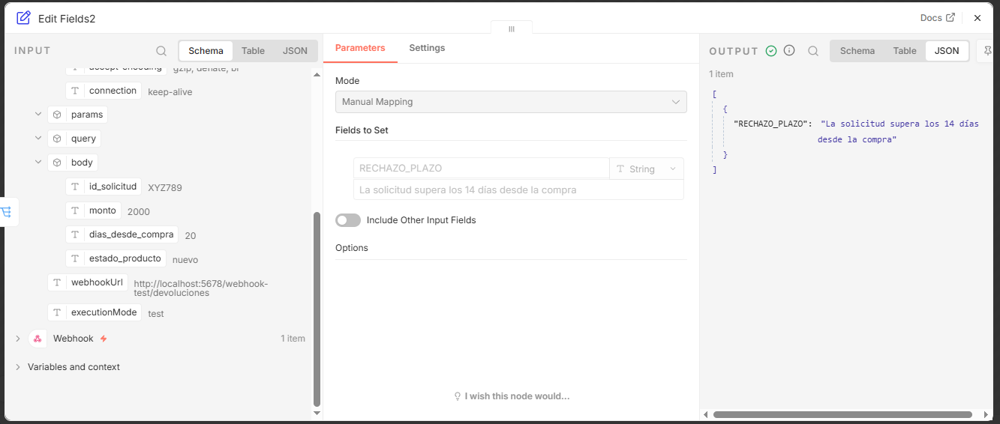 Edit Fields2
Docs
INPUT
Schema
Table
JSON
accept-encoding gzip, deflate, br
connection keep-alive
params
query
body
id_solicitud XYZ789
monto 2000
dias_desde_compra 20
estado_producto nuevo
webhookUrl http://localhost:5678/webhook-
test/devoluciones
executionMode test
Webhook 1 item
Variables and context
Parameters
Settings
Mode
Manual Mapping
Fields to Set
RECHAZO_PLAZO String
La solicitud supera los 14 días desde la compra
Include Other Input Fields
Options
I wish this node would...
OUTPUT
Schema
Table
JSON
1 item
[
{
"RECHAZO_PLAZO": "La solicitud supera los 14 días
desde la compra"
}
]